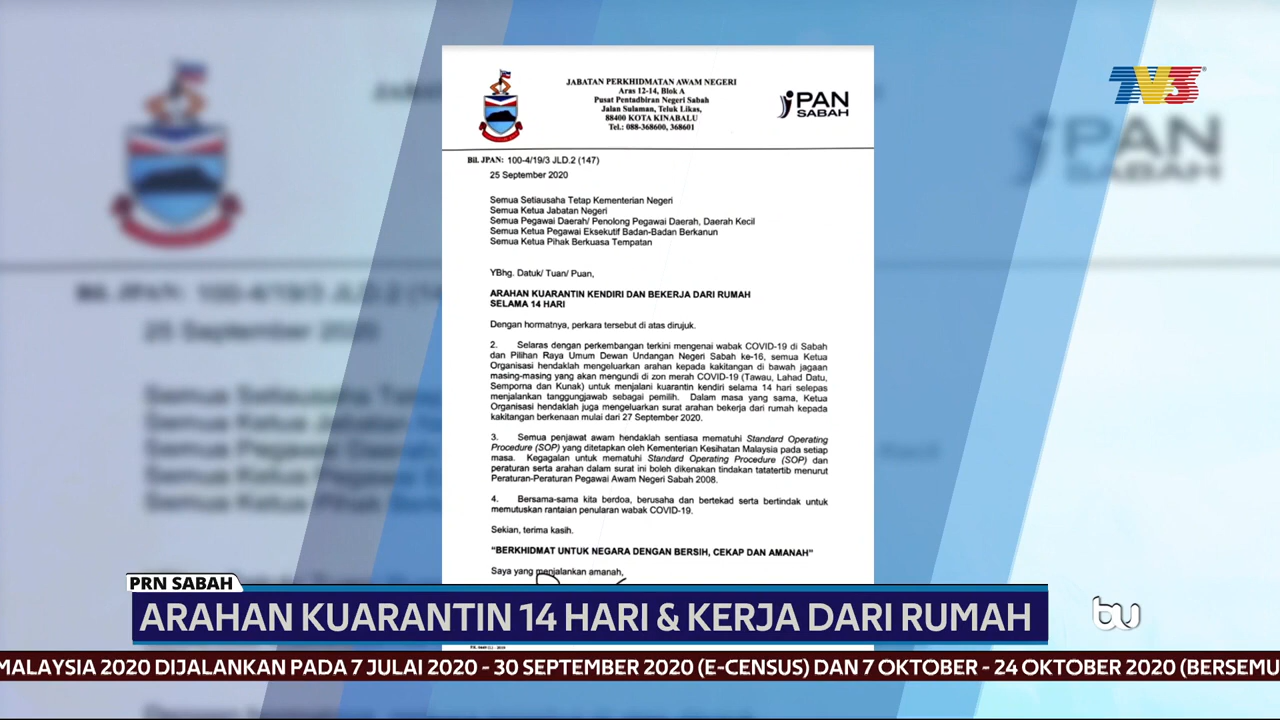 JABATAN PERKHIDMATAN AWAM NEGERI
Aras 12-14, Blok A
Pusat Pentadbiran Negeri Sabah
Jalan Sulaman, Teluk Likas,
88400 KOTA KINABALU
Tel.: 088-368600, 368601
jPAN
SABAH
TV3
Bil. JPAN: 100-4/19/3 JLD.2 (147)
25 September 2020
Semua Setiausaha Tetap Kementerian Negeri
Semua Ketua Jabatan Negeri
Semua Pegawai Daerah/ Penolong Pegawai Daerah, Daerah Kecil
Semua Ketua Pegawai Eksekutif Badan-Badan Berkanun
Semua Ketua Pihak Berkuasa Tempatan
YBhg. Datuk/ Tuan/ Puan,
ARAHAN KUARANTIN KENDIRI DAN BEKERJA DARI RUMAH
SELAMA 14 HARI
Dengan hormatnya, perkara tersebut di atas dirujuk.
2. Selaras dengan perkembangan terkini mengenai wabak COVID-19 di Sabah
dan Pilihan Raya Umum Dewan Undangan Negeri Sabah ke-16, semua Ketua
Organisasi hendaklah mengeluarkan arahan kepada kakitangan di bawah jagaan
masing-masing yang akan mengundi di zon merah COVID-19 (Tawau, Lahad Datu,
Semporna dan Kunak) untuk menjalani kuarantin kendiri selama 14 hari selepas
menjalankan tanggungjawab sebagai pemilih. Dalam masa yang sama, Ketua
Organisasi hendaklah juga mengeluarkan surat arahan bekerja dari rumah kepada
kakitangan berkenaan mulai dari 27 September 2020.
3. Semua penjawat awam hendaklah sentiasa mematuhi Standard Operating
Procedure (SOP) yang ditetapkan oleh Kementerian Kesihatan Malaysia pada setiap
masa. Kegagalan untuk mematuhi Standard Operating Procedure (SOP) dan
peraturan serta arahan dalam surat ini boleh dikenakan tindakan tatatertib menurut
Peraturan-Peraturan Pegawai Awam Negeri Sabah 2008.
4. Bersama-sama kita berdoa, berusaha dan bertekad serta bertindak untuk
memutuskan rantaian penularan wabak COVID-19.
Sekian, terima kasih.
"BERKHIDMAT UNTUK NEGARA DENGAN BERSIH, CEKAP DAN AMANAH"
Saya yang menjalankan amanah,
PRN SABAH
ARAHAN KUARANTIN 14 HARI & KERJA DARI RUMAH
bu
MALAYSIA 2020 DIJALANKAN PADA 7 JULAI 2020 - 30 SEPTEMBER 2020 (E-CENSUS) DAN 7 OKTOBER - 24 OKTOBER 2020 (BERSEMU